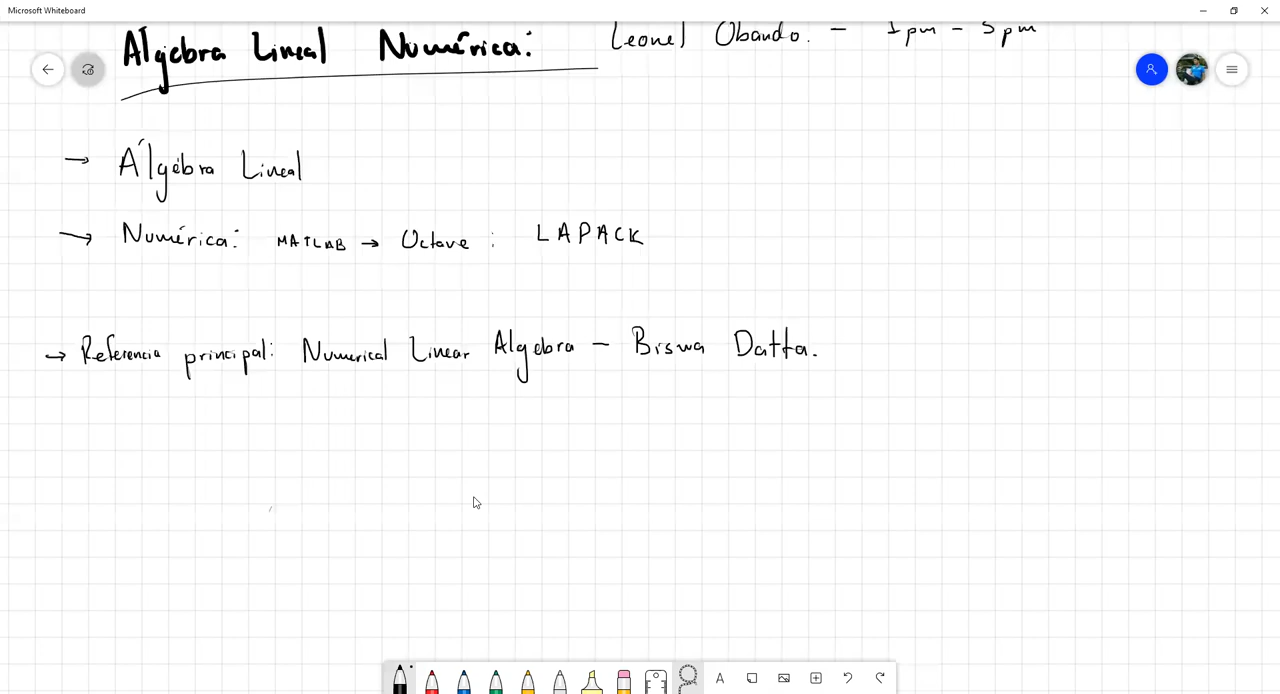 Microsoft Whiteboard
Álgebra Lineal Numérica: Leonel Obando. - 1pm - 5pm
→ Álgebra Lineal
→ Numérica: MATLAB → Octave : LAPACK
→ Referencia principal: Numerical Linear Algebra - Biswa Datta.
A